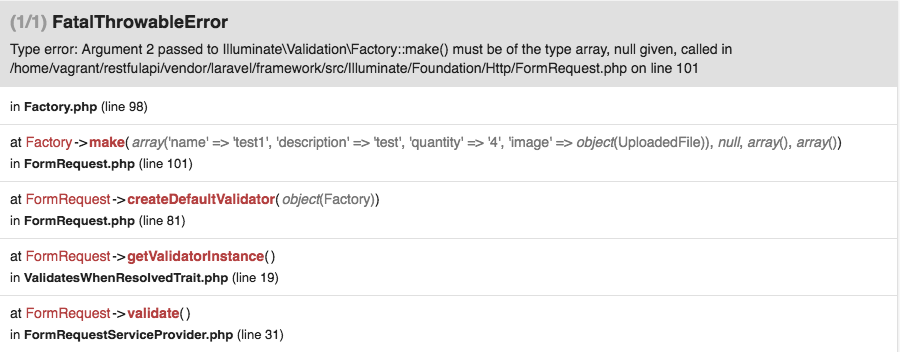 (1/1) FatalThrowableError
Type error: Argument 2 passed to Illuminate\Validation\Factory::make() must be of the type array, null given, called in
/home/vagrant/restfulapi/vendor/laravel/framework/src/Illuminate/Foundation/Http/FormRequest.php on line 101
in Factory.php (line 98)
at Factory->make(array('name' => 'test1', 'description' => 'test', 'quantity' => '4', 'image' => object(UploadedFile)), null, array(), array())
in FormRequest.php (line 101)
at FormRequest->createDefaultValidator(object(Factory))
in FormRequest.php (line 81)
at FormRequest->getValidatorInstance()
in ValidatesWhenResolvedTrait.php (line 19)
at FormRequest->validate()
in FormRequestServiceProvider.php (line 31)